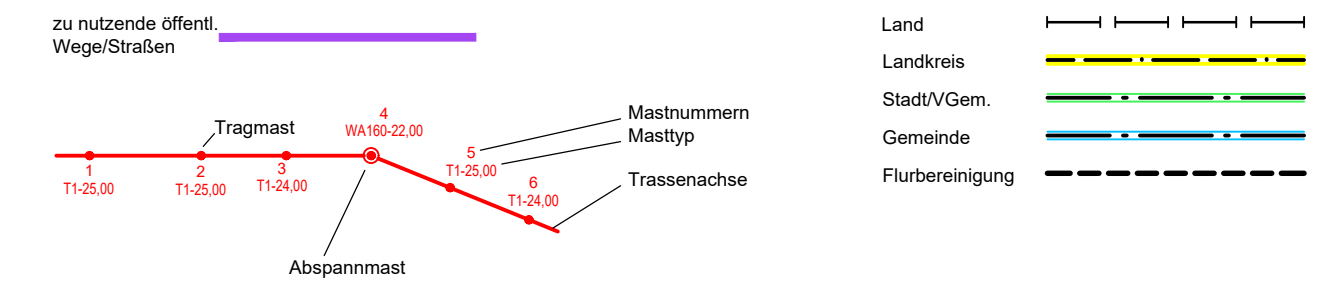 zu nutzende öffentl.
Wege/Straßen
Tragmast
4
WA160-22,00
Mastnummern
Masttyp
1
T1-25,00
2
T1-25,00
3
T1-24,00
5
T1-25,00
6
T1-24,00
Trassenachse
Abspannmast
Land
Landkreis
Stadt/VGem.
Gemeinde
Flurbereinigung